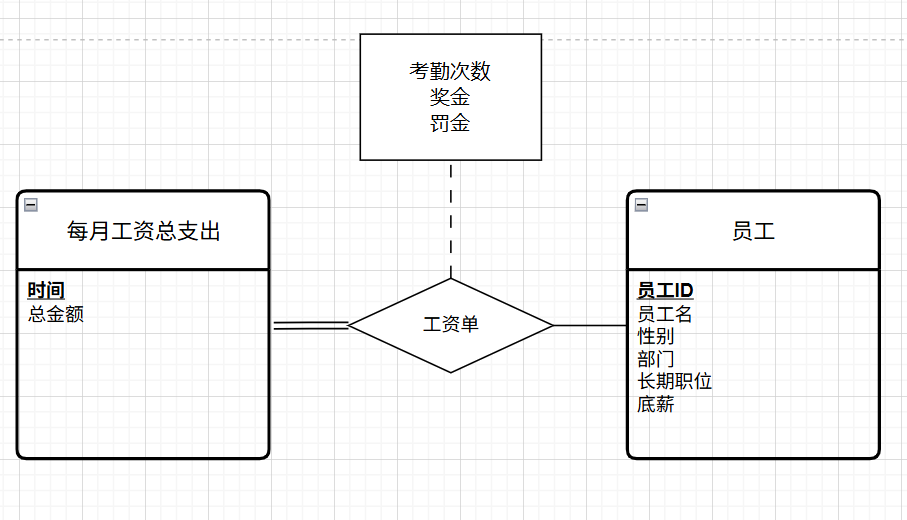 考勤次数
奖金
罚金
每月工资总支出
时间
总金额
工资单
员工
员工ID
员工名
性别
部门
长期职位
底薪